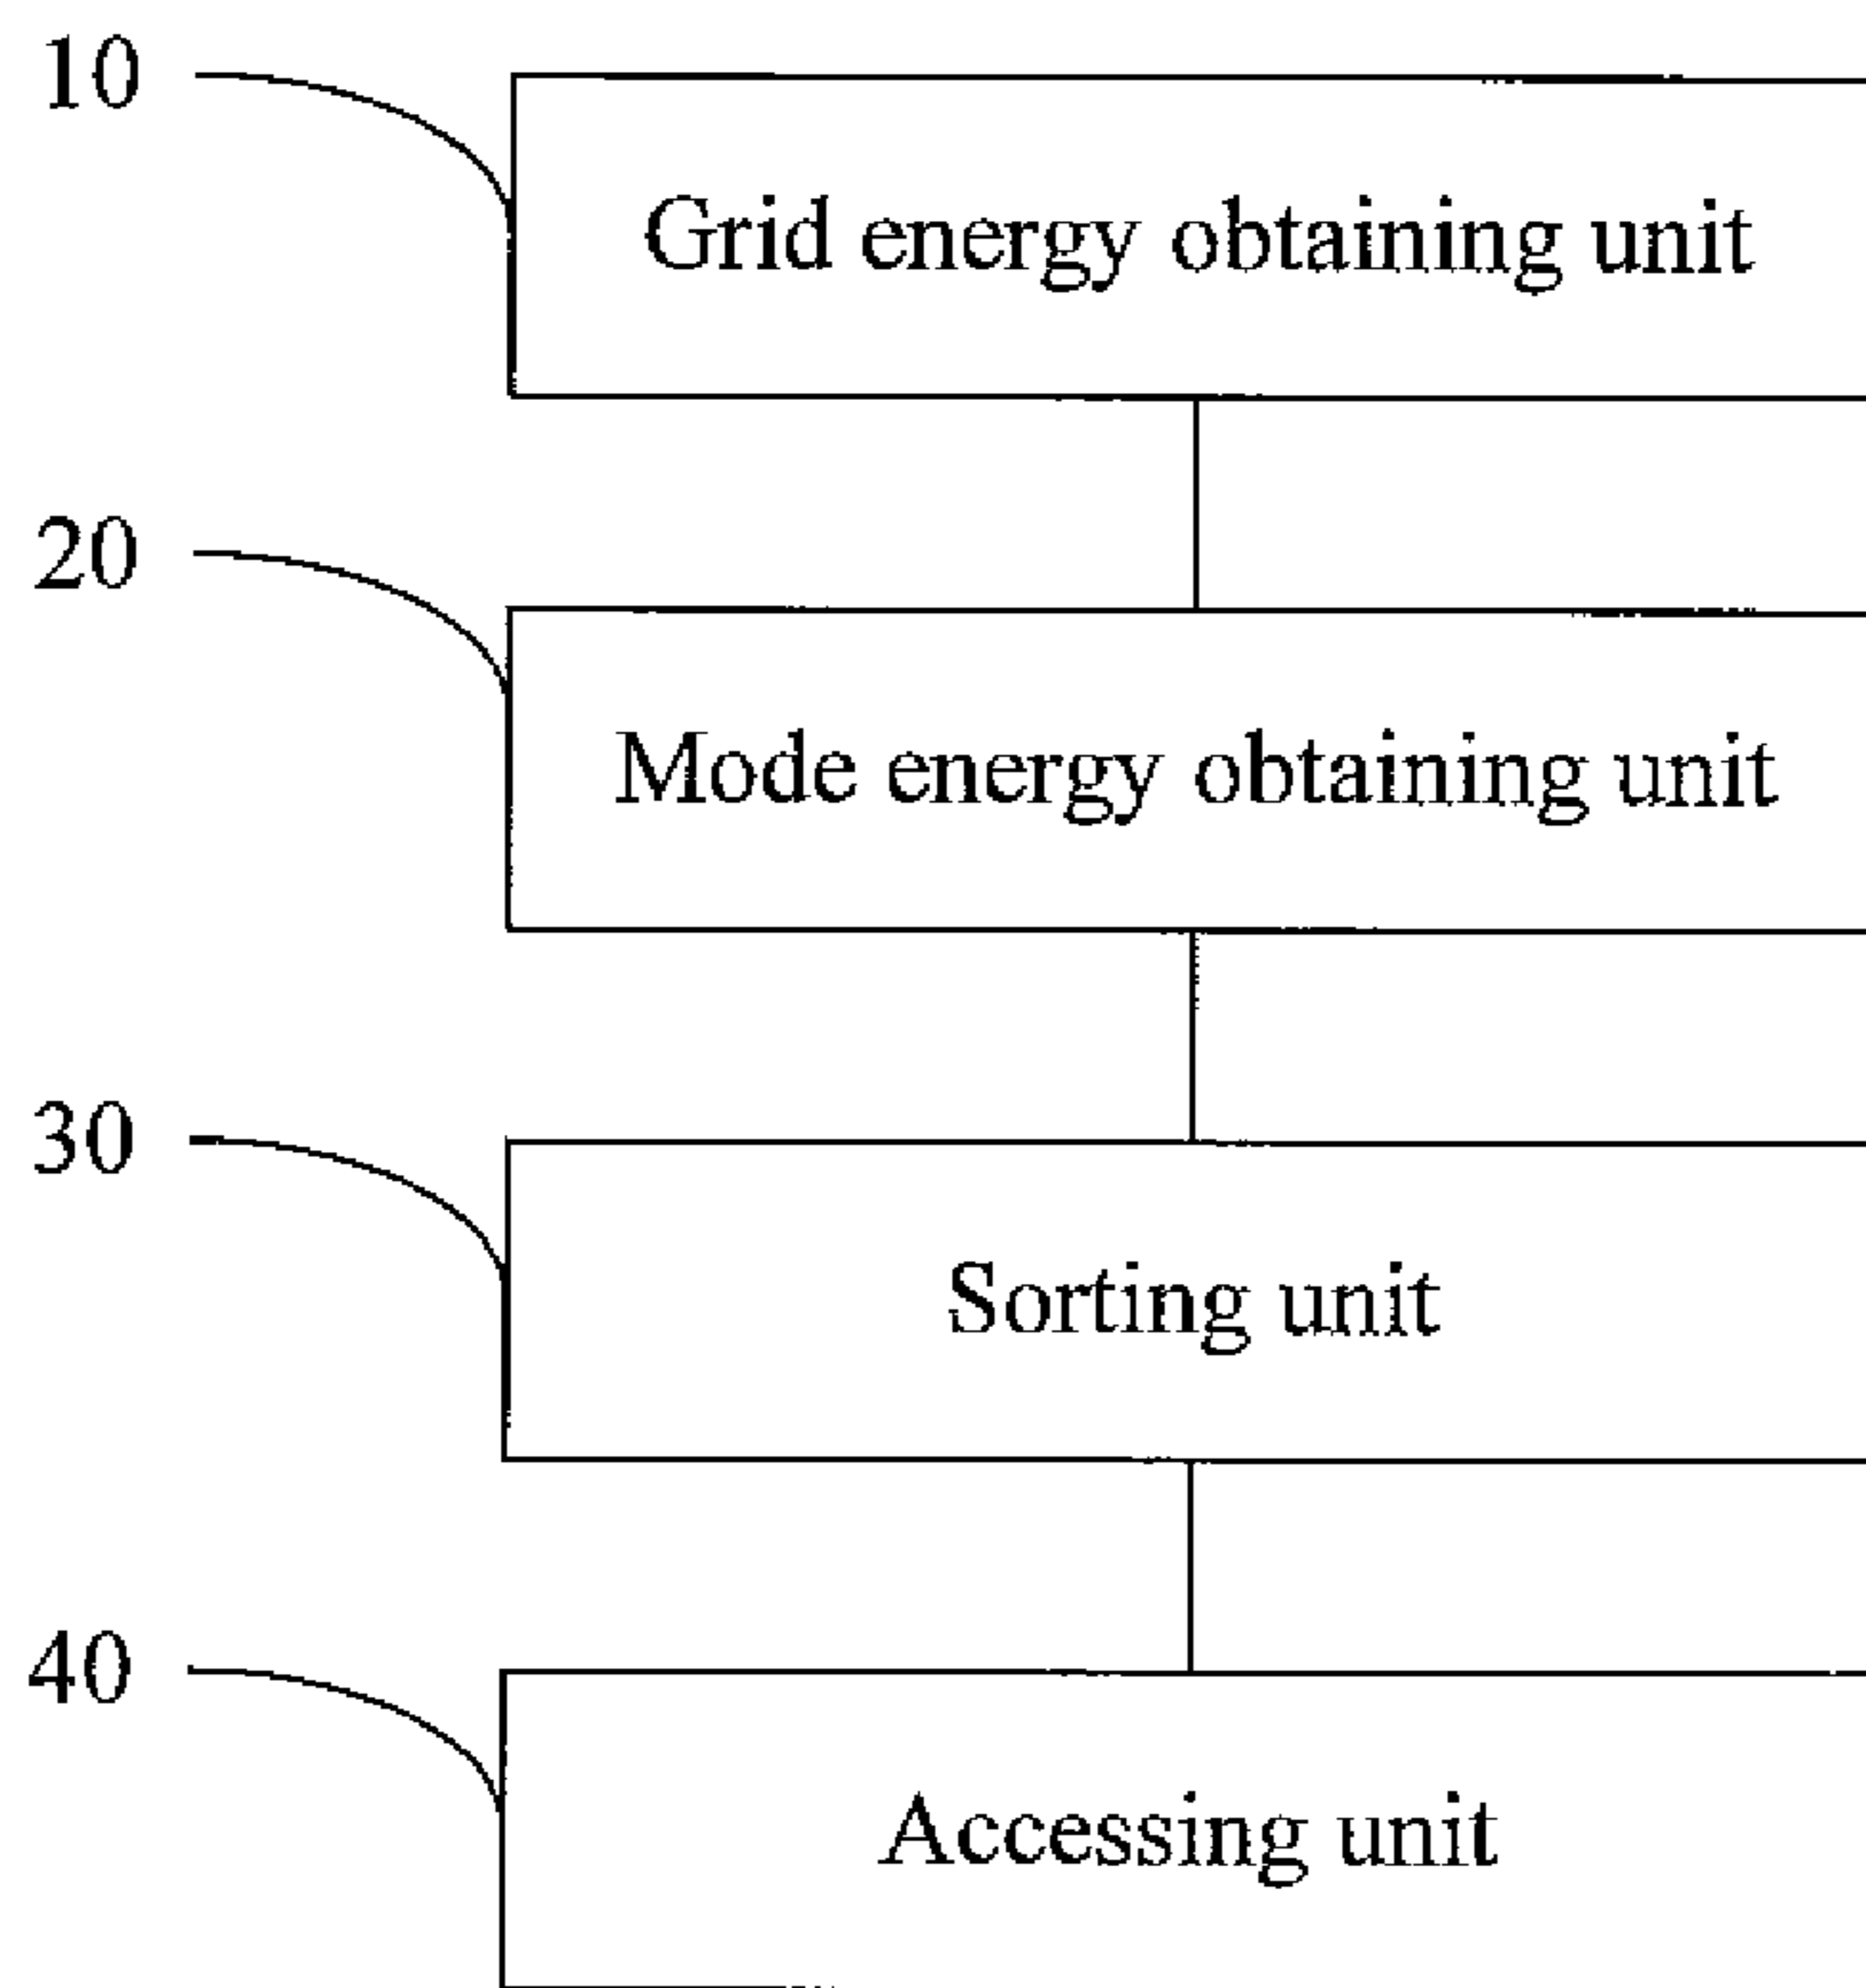 10
Grid energy obtaining unit
20
Mode energy obtaining unit
30
Sorting unit
40
Accessing unit